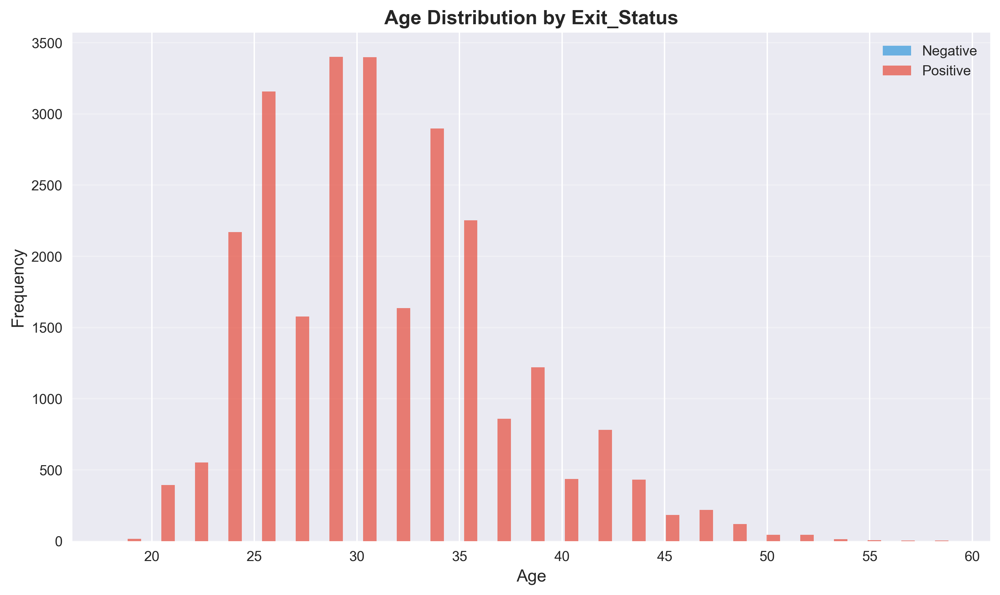 Age Distribution by Exit_Status
Negative
Positive
3500
3000
2500
2000
1500
1000
500
0
Frequency
20 25 30 35 40 45 50 55 60
Age